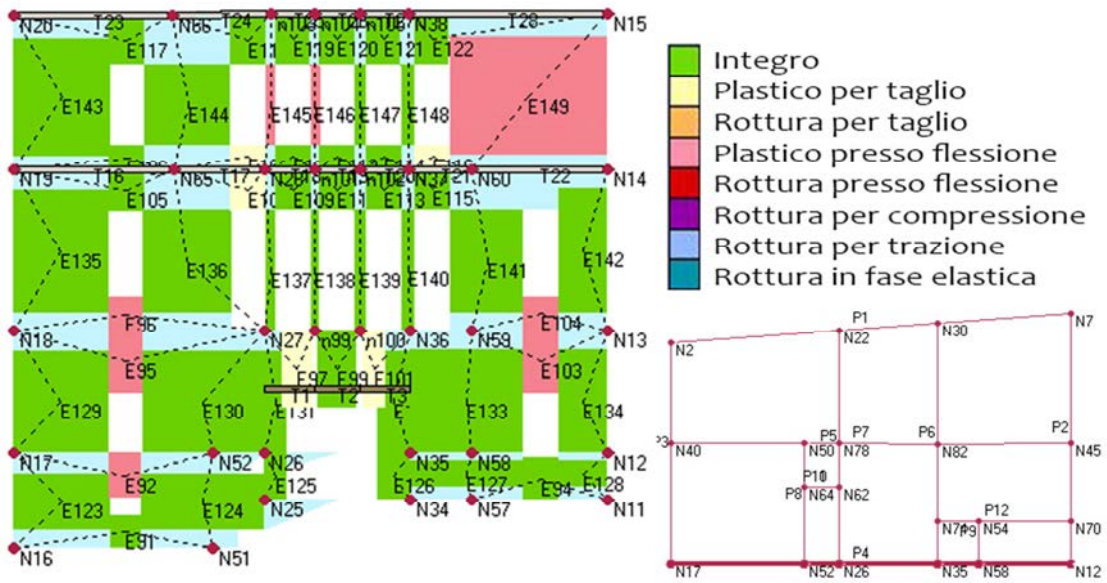 N20 T23 N66 T24 N38 T28 N15
E117 E119 E120 E121 E122
E143 E144 E145 E146 E147 E148 E149
N19 T16 N65 T17 N37 N60 T22 N14
E105 E109 E113 E115
E135 E136 E137 E138 E139 E140 E141 E142
N18 E96 N27 n99 n100 N36 N59 E104 N13
E95 E97 E99 E101 E103
T1 T2 T3
E129 E130 E131 E133 E134
N17 N52 N26 N35 N58 N12
E92 E125 E126 E127 E94 E128
E123 E124 N25 N34 N57 N11
N16 E91 N51
Integro
Plastico per taglio
Rottura per taglio
Plastico presso flessione
Rottura presso flessione
Rottura per compressione
Rottura per trazione
Rottura in fase elastica
N2 P1 N22 N30 N7
P3 N40 N50 P5 P7 N78 P6 N82 P2 N45
P8 N64 N62
N74 P9 P12 N54 N70
N17 N52 P4 N26 N35 N58 N12